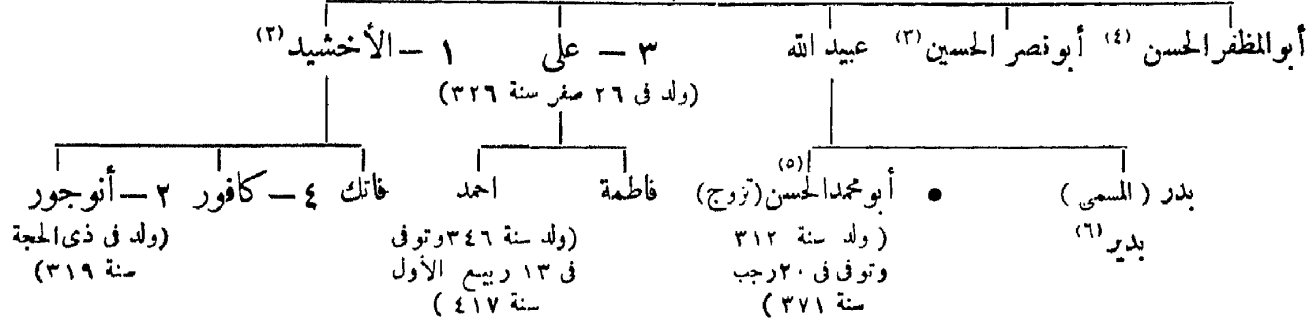 أبو المظفر الحسن (٤) أبو نصر الحسين (٣) عبيد الله ٣ — على ١ — الأخشيد (٢)
(ولد فى ٢٦ صفر سنة ٣٢٦)
بدر (المسمى) • أبو محمد الحسن (تزوج) (٥) فاطمة احمد فاتك ٤ — كافور ٢ — أنوجور
بدير (٦) (ولد سنة ٣١٢ (ولد سنة ٣٤٦ وتوفى (ولد فى ذى الحجة
وتوفى فى ٢٠ رجب فى ١٣ ربيع الأول سنة ٣١٩)
سنة ٣٧١) سنة ٤١٧)